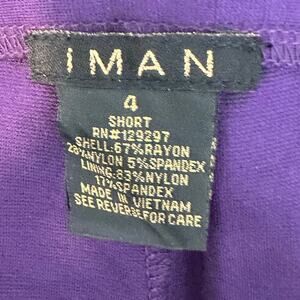 IMAN
4
SHORT
RN#129297
SHELL:67%RAYON
28%NYLON 5%SPANDEX
LINING:83%NYLON
17%SPANDEX
MADE IN VIETNAM
SEE REVERSE FOR CARE